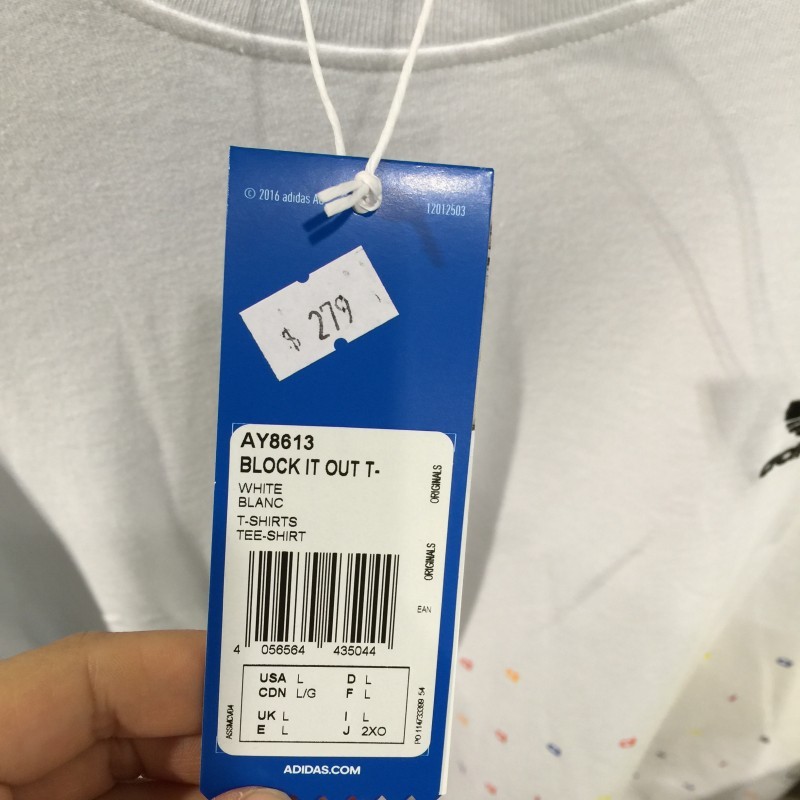 © 2016 adidas
12012503
$ 279
AY8613
BLOCK IT OUT T-
WHITE
BLANC
T-SHIRTS
TEE-SHIRT
ORIGINALS
ORIGINALS
EAN
4 056564 435044
USA L D L
CDN L/G F L
UK L I L
E L J 2XO
ASSMCV04
ADIDAS.COM